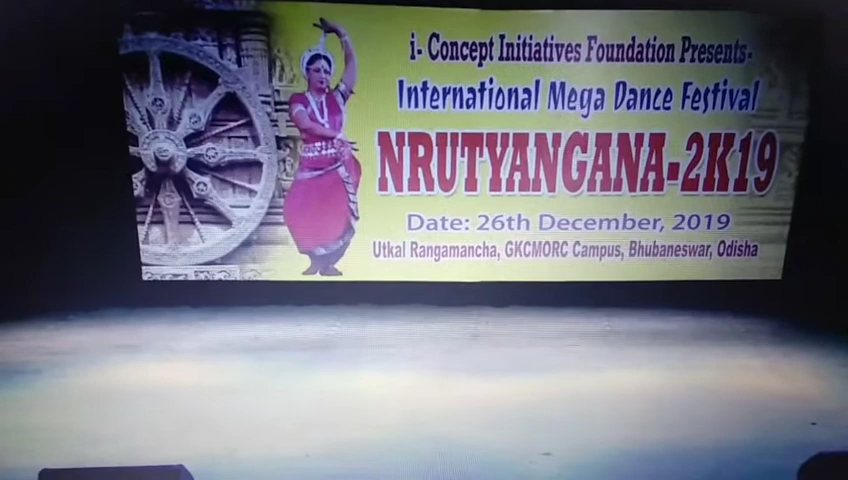 i- Concept Initiatives Foundation Presents-
International Mega Dance Festival
NRUTYANGANA-2K19
Date: 26th December, 2019
Utkal Rangamancha, GKCMORC Campus, Bhubaneswar, Odisha